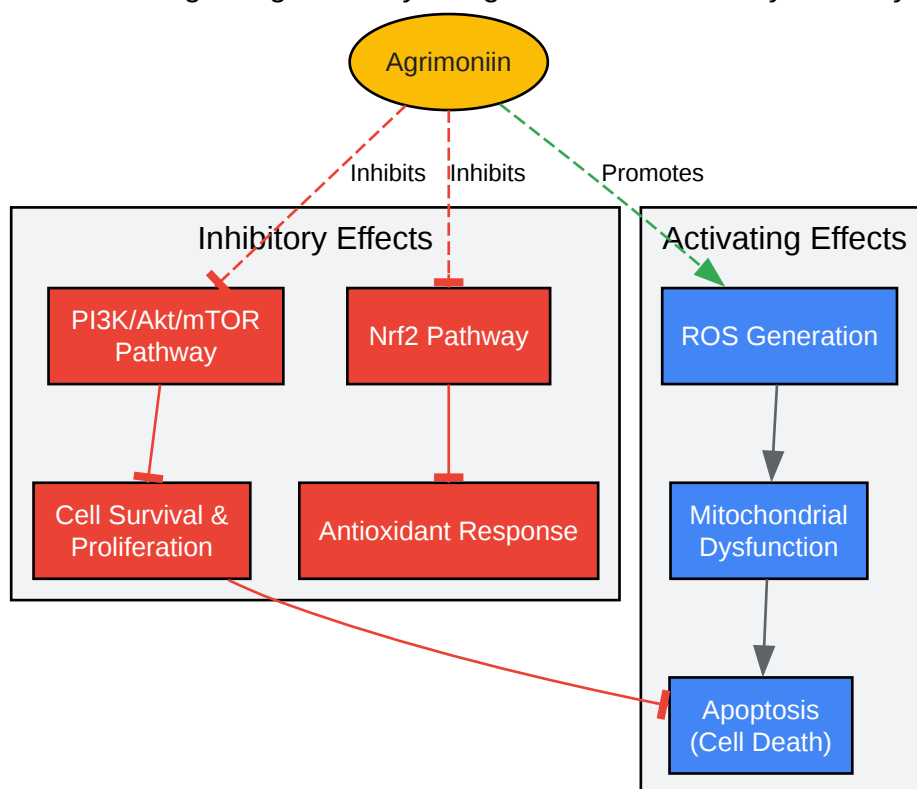 Agrimoniin
Inhibits
Inhibits
Promotes
Inhibitory Effects
Activating Effects
PI3K/Akt/mTOR
Pathway
Nrf2 Pathway
ROS Generation
Cell Survival &
Proliferation
Antioxidant Response
Mitochondrial
Dysfunction
Apoptosis
(Cell Death)